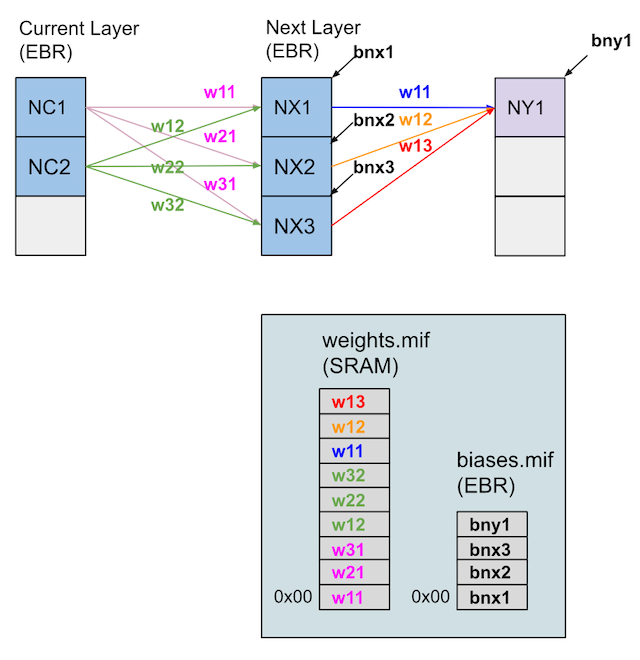 Current Layer
(EBR)
Next Layer
(EBR)
bnx1
bny1
NC1
w11
NX1
w11
NY1
w12
bnx2
w12
w21
w13
NC2
w22
NX2
bnx3
w31
w32
NX3
weights.mif
(SRAM)
w13
w12
w11
w32
w22
w12
w31
w21
0x00
w11
biases.mif
(EBR)
bny1
bnx3
bnx2
0x00
bnx1